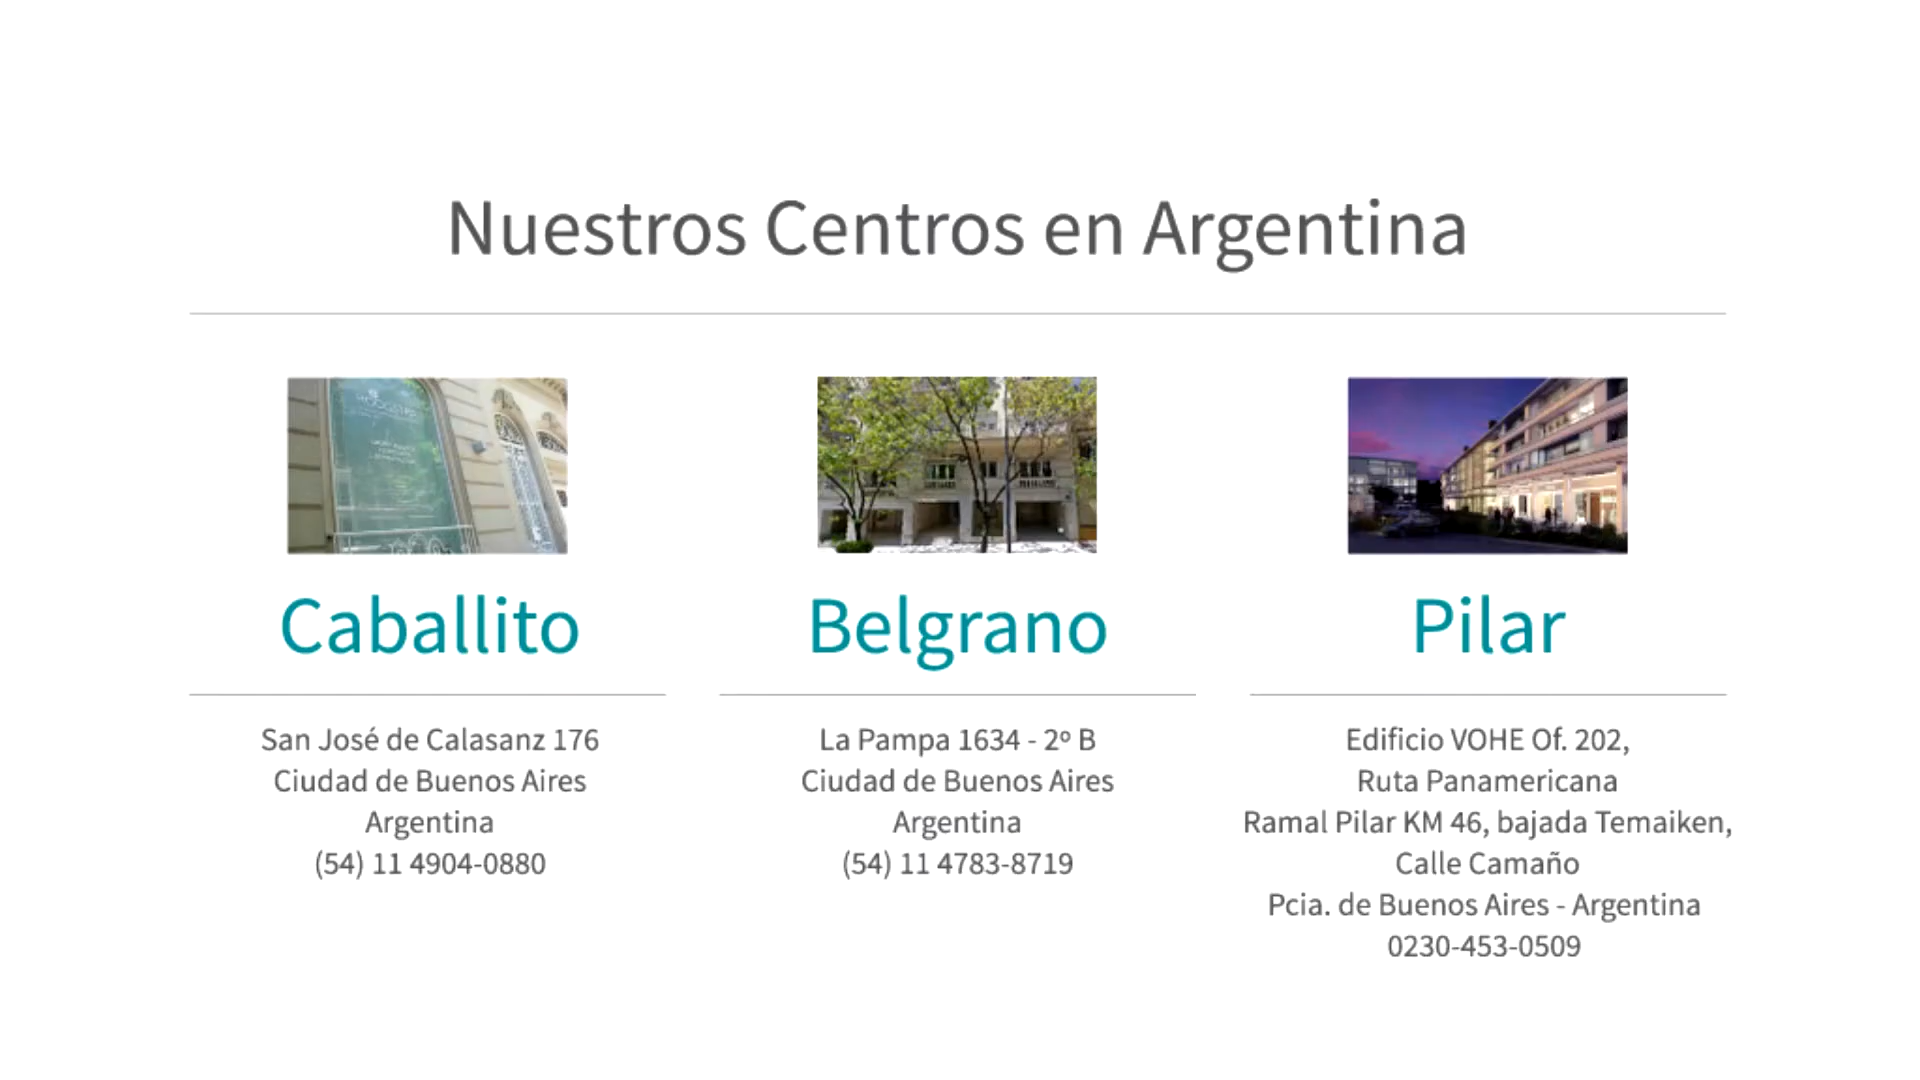 Nuestros Centros en Argentina
Caballito
San José de Calasanz 176
Ciudad de Buenos Aires
Argentina
(54) 11 4904-0880
Belgrano
La Pampa 1634 - 2º B
Ciudad de Buenos Aires
Argentina
(54) 11 4783-8719
Pilar
Edificio VOHE Of. 202,
Ruta Panamericana
Ramal Pilar KM 46, bajada Temaiken,
Calle Camaño
Pcia. de Buenos Aires - Argentina
0230-453-0509